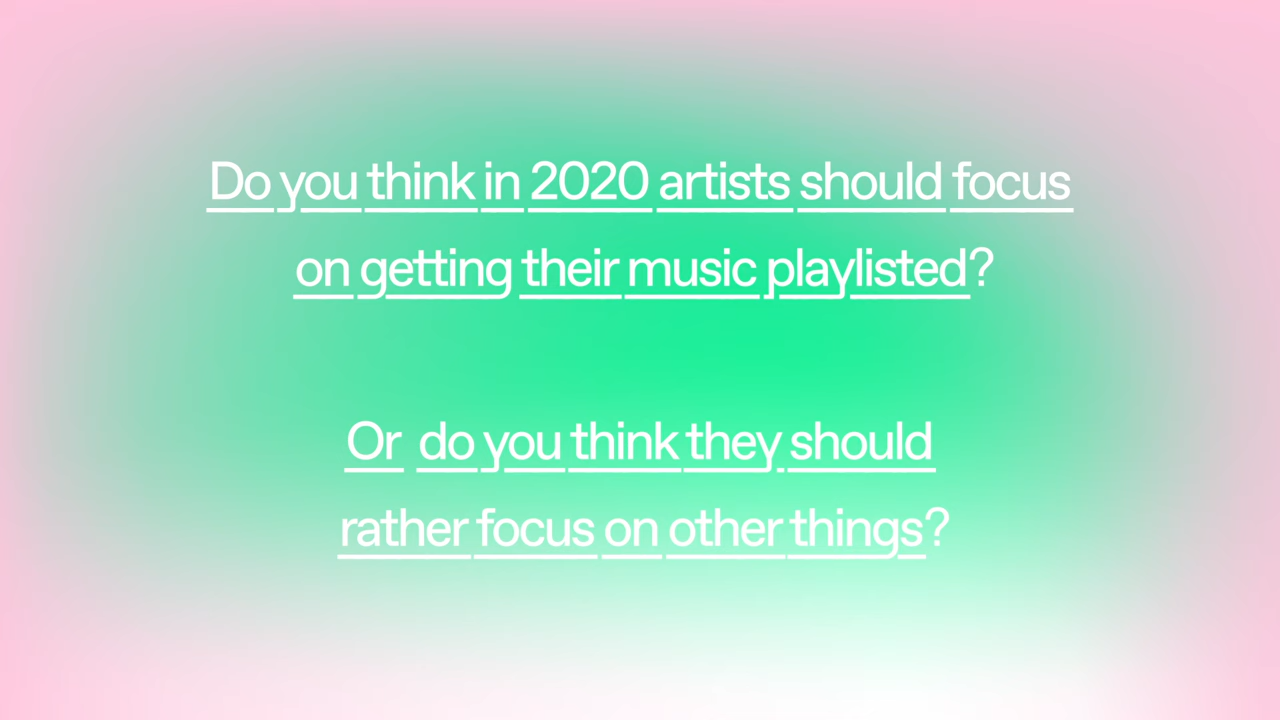 Do you think in 2020 artists should focus
on getting their music playlisted?
Or do you think they should
rather focus on other things?